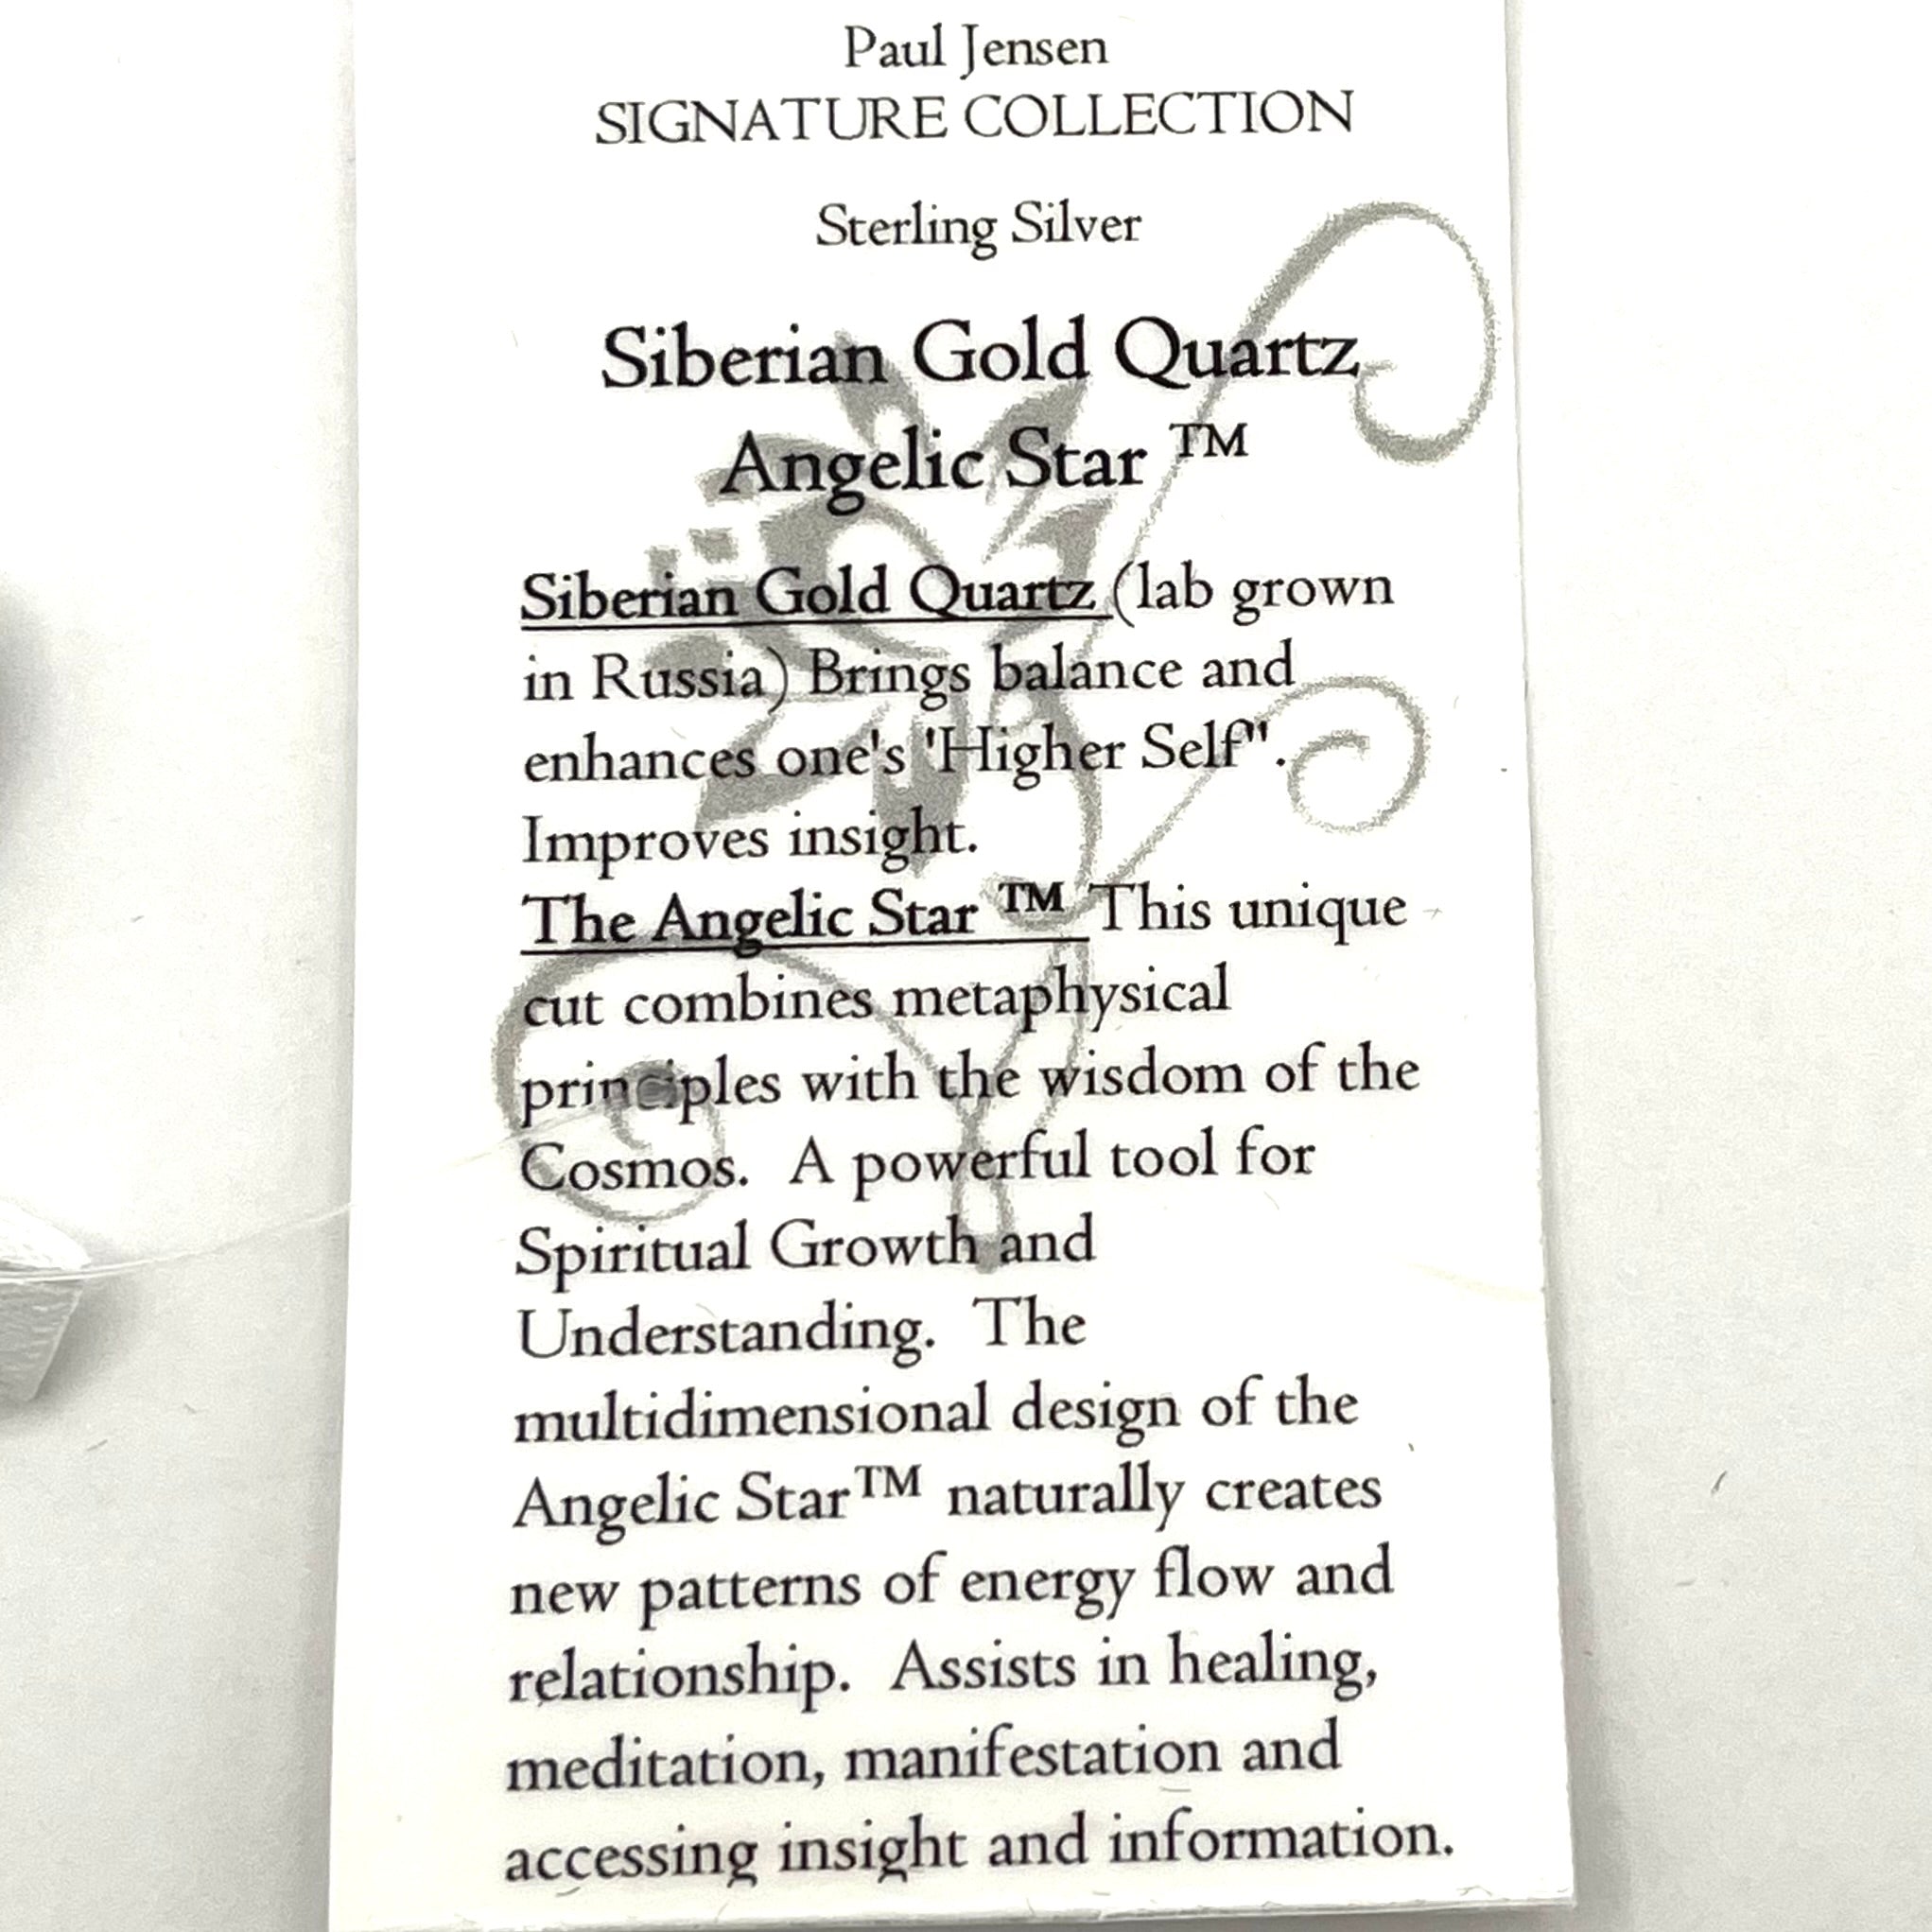 Paul Jensen
SIGNATURE COLLECTION
Sterling Silver
Siberian Gold Quartz
Angelic Star ™
Siberian Gold Quartz (lab grown
in Russia) Brings balance and
enhances one's 'Higher Self".
Improves insight.
The Angelic Star ™ This unique
cut combines metaphysical
principles with the wisdom of the
Cosmos.  A powerful tool for
Spiritual Growth and
Understanding.  The
multidimensional design of the
Angelic Star™ naturally creates
new patterns of energy flow and
relationship.  Assists in healing,
meditation, manifestation and
accessing insight and information.